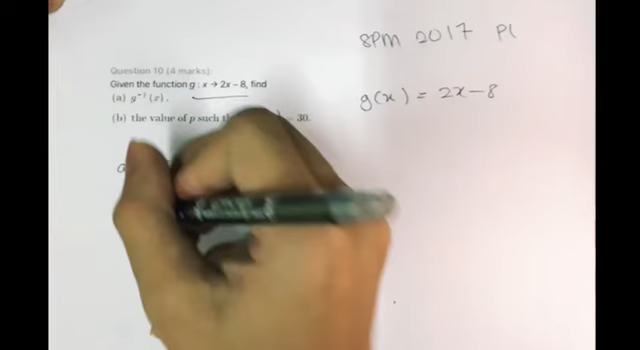 SPM 2017 P1
Question 10 (4 marks):
Given the function g : x → 2x − 8, find
(a) g⁻¹(x).
g(x) = 2x − 8
(b) the value of p such 30.
a